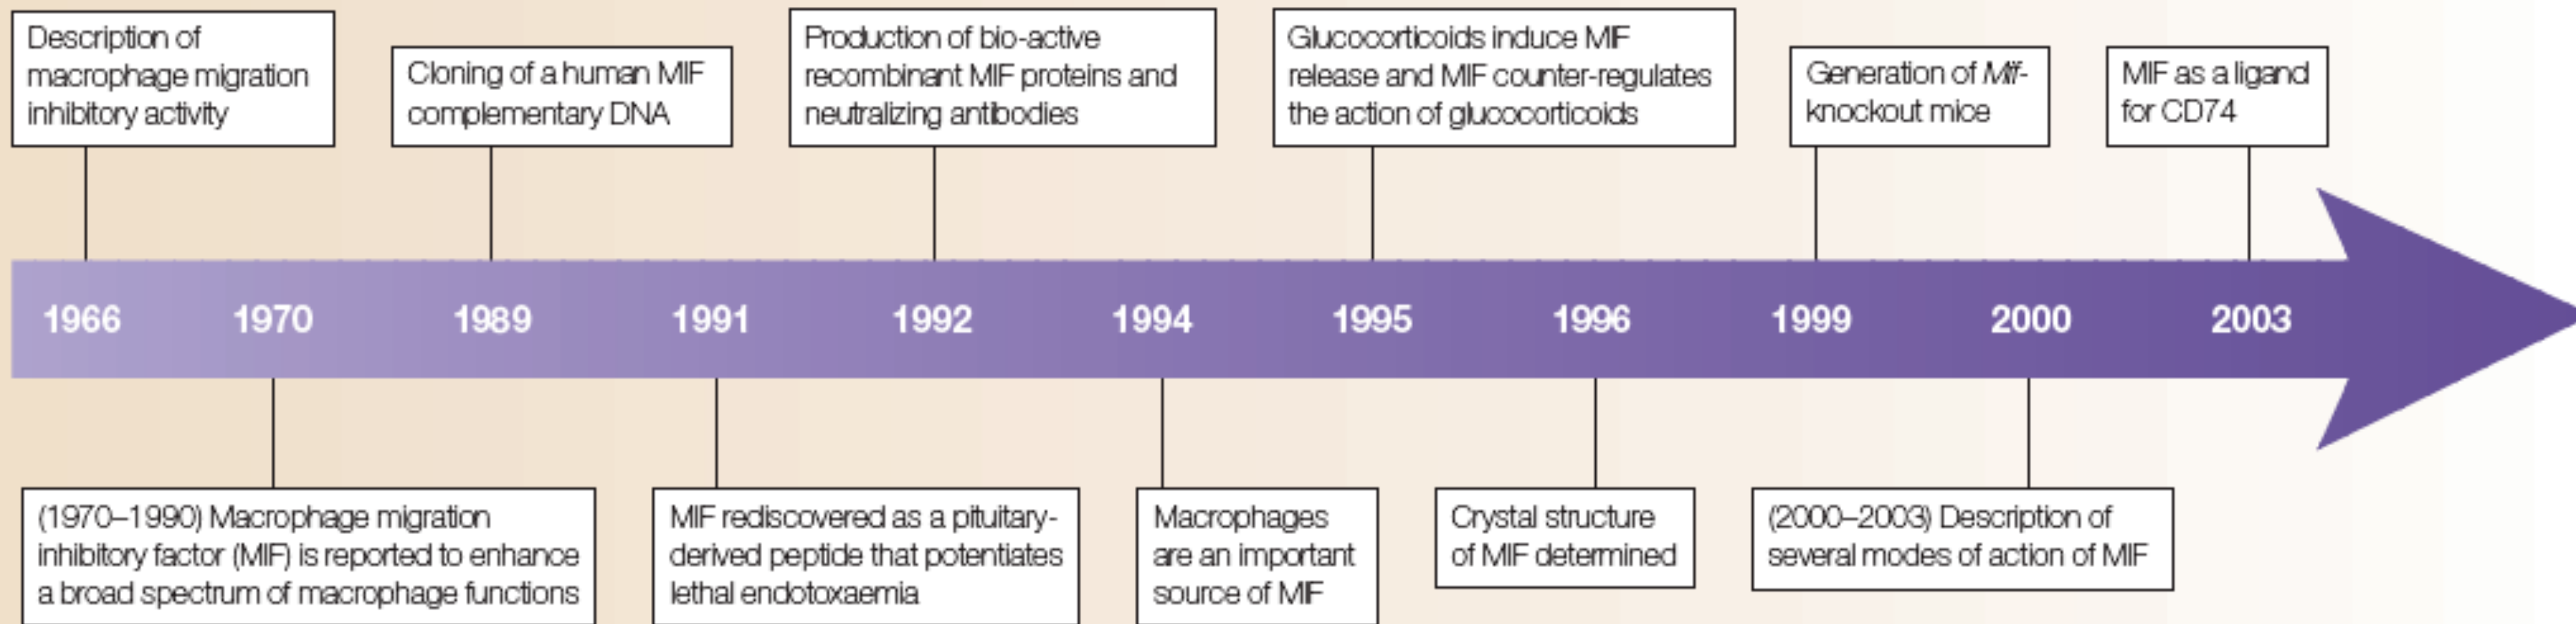 Description of
macrophage migration
inhibitory activity
Cloning of a human MIF
complementary DNA
Production of bio-active
recombinant MIF proteins and
neutralizing antibodies
Glucocorticoids induce MIF
release and MIF counter-regulates
the action of glucocorticoids
Generation of Mif-
knockout mice
MIF as a ligand
for CD74
1966 1970 1989 1991 1992 1994 1995 1996 1999 2000 2003
(1970–1990) Macrophage migration
inhibitory factor (MIF) is reported to enhance
a broad spectrum of macrophage functions
MIF rediscovered as a pituitary-
derived peptide that potentiates
lethal endotoxaemia
Macrophages
are an important
source of MIF
Crystal structure
of MIF determined
(2000–2003) Description of
several modes of action of MIF